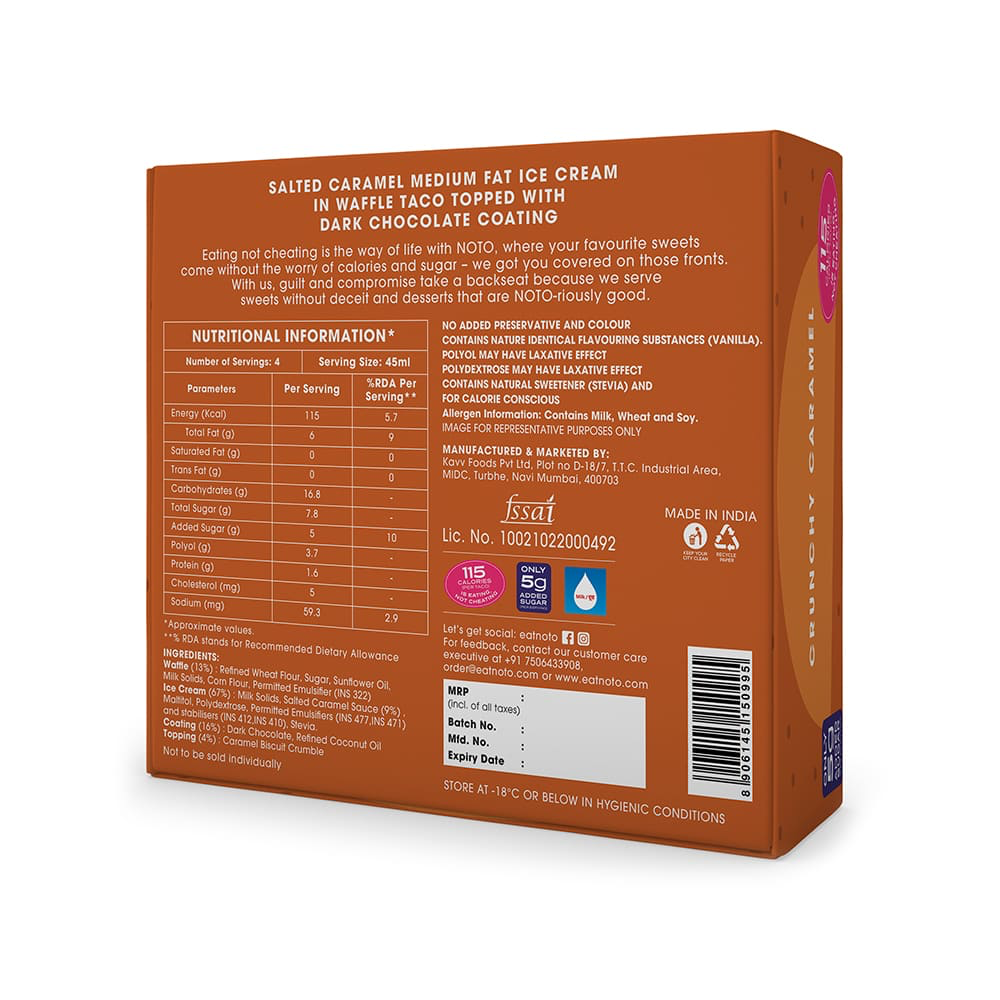 SALTED CARAMEL MEDIUM FAT ICE CREAM
IN WAFFLE TACO TOPPED WITH
DARK CHOCOLATE COATING
Eating not cheating is the way of life with NOTO, where your favourite sweets
come without the worry of calories and sugar – we got you covered on those fronts.
With us, guilt and compromise take a backseat because we serve
sweets without deceit and desserts that are NOTO-riously good.
NUTRITIONAL INFORMATION*
Number of Servings: 4 Serving Size: 45ml
Parameters Per Serving %RDA Per Serving**
Energy (Kcal) 115 5.7
Total Fat (g) 6 9
Saturated Fat (g) 0 0
Trans Fat (g) 0 0
Carbohydrates (g) 16.8 -
Total Sugar (g) 7.8 -
Added Sugar (g) 5 10
Polyol (g) 3.7 -
Protein (g) 1.6 -
Cholesterol (mg) 5 -
Sodium (mg) 59.3 2.9
*Approximate values.
**% RDA stands for Recommended Dietary Allowance
INGREDIENTS:
Waffle (13%) : Refined Wheat Flour, Sugar, Sunflower Oil,
Milk Solids, Corn Flour, Permitted Emulsifier (INS 322)
Ice Cream (67%) : Milk Solids, Salted Caramel Sauce (9%) ,
Maltitol, Polydextrose, Permitted Emulsifiers (INS 477,INS 471)
and stabilisers (INS 412,INS 410), Stevia.
Coating (16%) : Dark Chocolate, Refined Coconut Oil
Topping (4%) : Caramel Biscuit Crumble
Not to be sold individually
NO ADDED PRESERVATIVE AND COLOUR
CONTAINS NATURE IDENTICAL FLAVOURING SUBSTANCES (VANILLA).
POLYOL MAY HAVE LAXATIVE EFFECT
POLYDEXTROSE MAY HAVE LAXATIVE EFFECT
CONTAINS NATURAL SWEETENER (STEVIA) AND
FOR CALORIE CONSCIOUS
Allergen Information: Contains Milk, Wheat and Soy.
IMAGE FOR REPRESENTATIVE PURPOSES ONLY
MANUFACTURED & MARKETED BY:
Kavv Foods Pvt Ltd, Plot no D-18/7, T.T.C. Industrial Area,
MIDC, Turbhe, Navi Mumbai, 400703
fssai
Lic. No. 10021022000492
MADE IN INDIA
KEEP YOUR
CITY CLEAN
RECYCLE
PAPER
115
CALORIES
(PER TACO)
IS EATING,
NOT CHEATING
ONLY
5g
ADDED
SUGAR
(PER SERVING)
Milk / दूध
Let's get social: eatnoto
For feedback, contact our customer care
executive at +91 7506433908,
order@eatnoto.com or www.eatnoto.com
MRP :
(incl. of all taxes)
Batch No. :
Mfd. No. :
Expiry Date :
8 906145 150995
STORE AT -18°C OR BELOW IN HYGIENIC CONDITIONS
115
CRUNCHY CARAMEL
ONLY